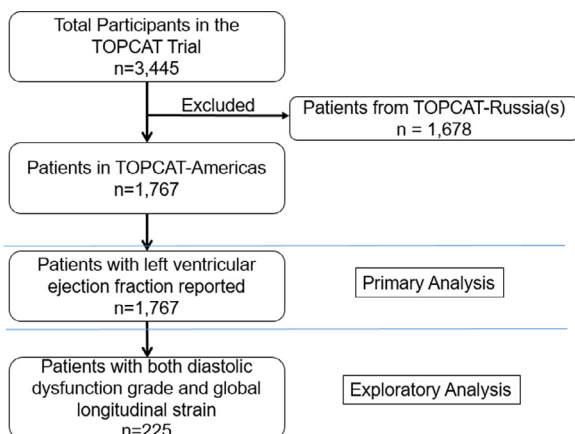 Total Participants in the
TOPCAT Trial
n=3,445
Excluded
Patients from TOPCAT-Russia(s)
n = 1,678
Patients in TOPCAT-Americas
n=1,767
Patients with left ventricular
ejection fraction reported
n=1,767
Primary Analysis
Patients with both diastolic
dysfunction grade and global
longitudinal strain
n=225
Exploratory Analysis